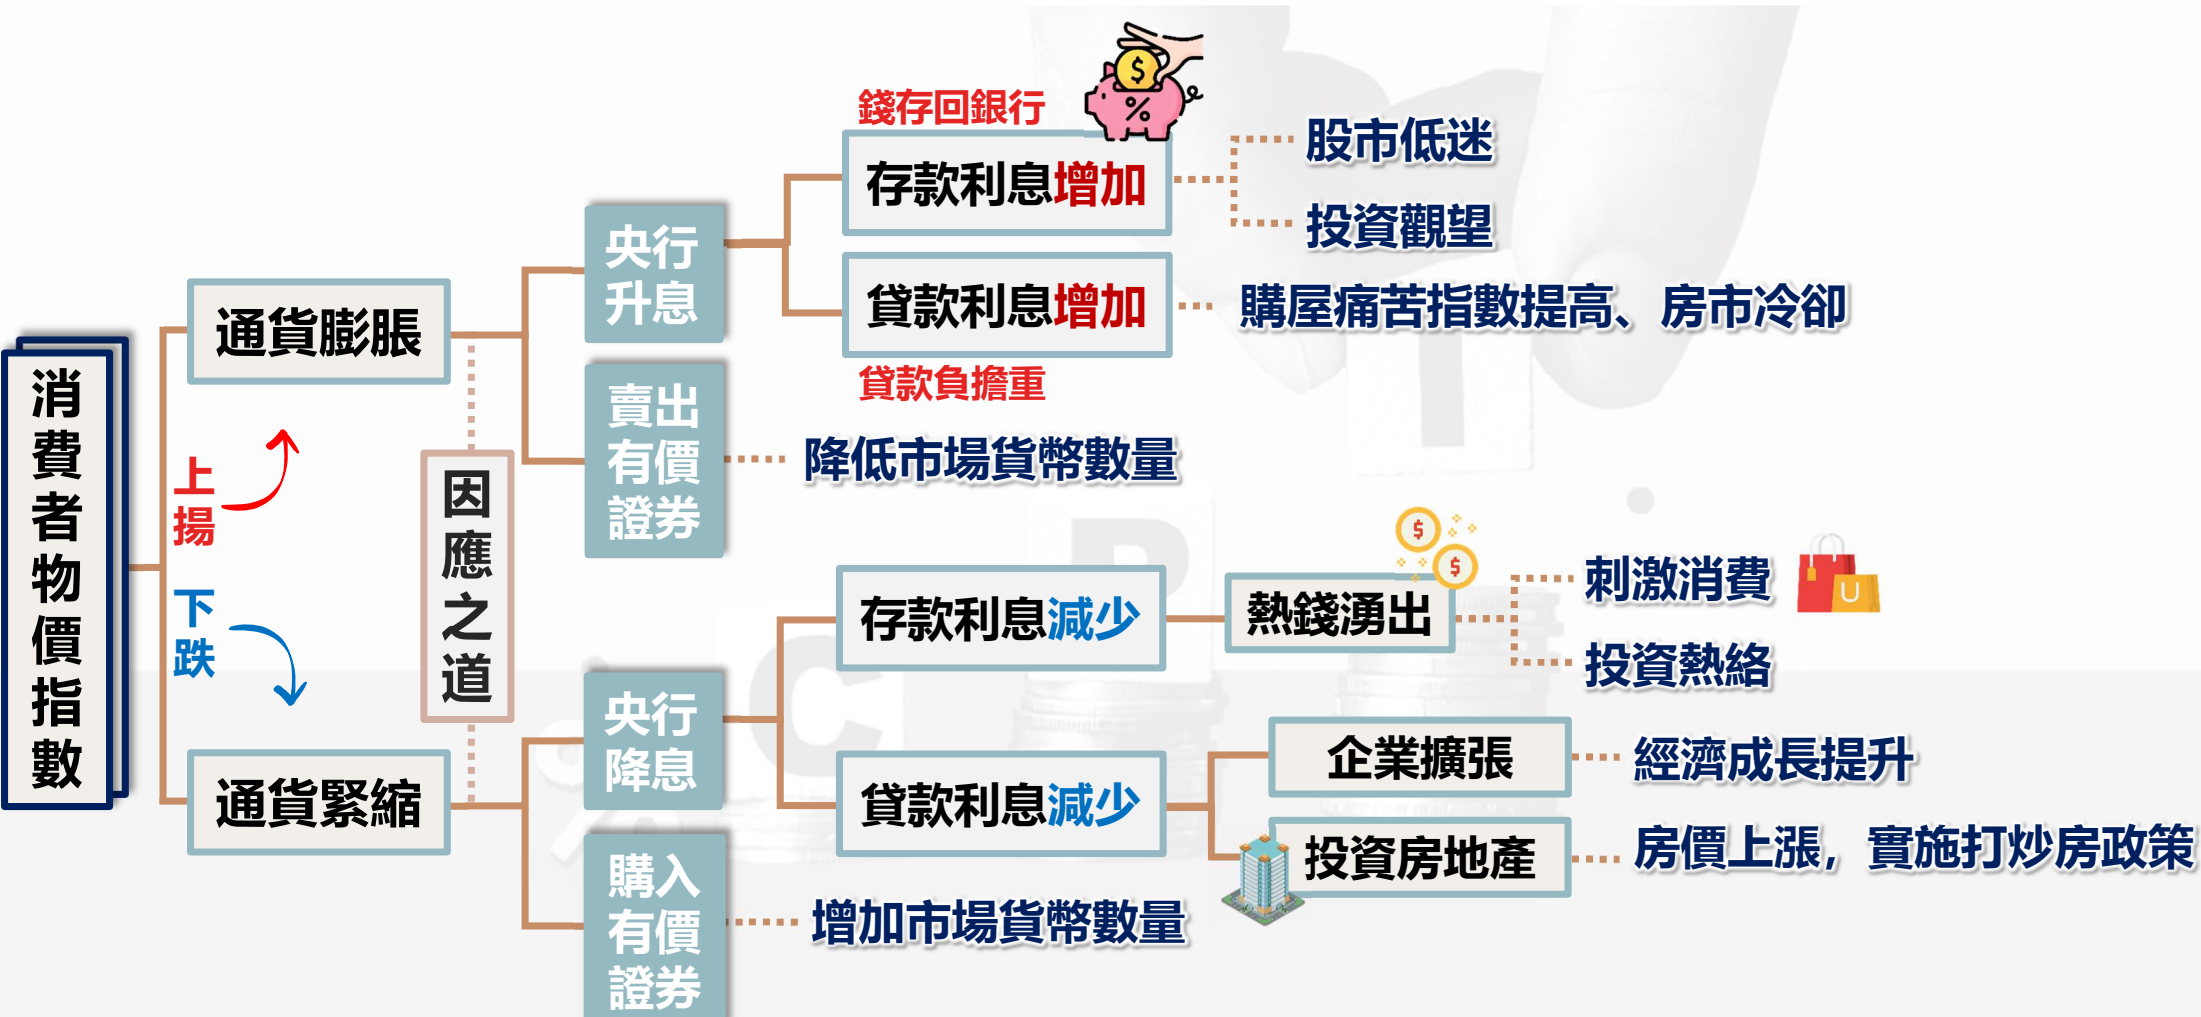 消費者物價指數
上揚
下跌
通貨膨脹
通貨緊縮
因應之道
央行
升息
錢存回銀行
存款利息增加
股市低迷
投資觀望
貸款利息增加
購屋痛苦指數提高、房市冷卻
貸款負擔重
賣出
有價
證券
降低市場貨幣數量
央行
降息
存款利息減少
熱錢湧出
刺激消費
投資熱絡
貸款利息減少
企業擴張
經濟成長提升
投資房地產
房價上漲，實施打炒房政策
購入
有價
證券
增加市場貨幣數量
C
P
I